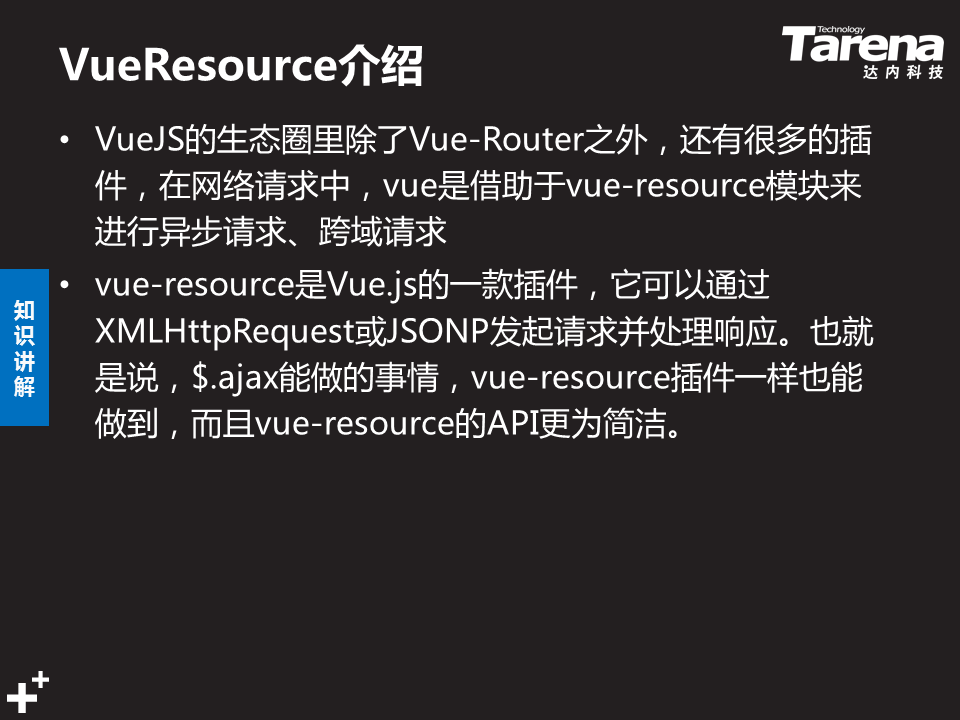 VueResource介绍
Technology
Tarena
达内科技
• VueJS的生态圈里除了Vue-Router之外，还有很多的插
件，在网络请求中，vue是借助于vue-resource模块来
进行异步请求、跨域请求
• vue-resource是Vue.js的一款插件，它可以通过
XMLHttpRequest或JSONP发起请求并处理响应。也就
是说，$.ajax能做的事情，vue-resource插件一样也能
做到，而且vue-resource的API更为简洁。
知
识
讲
解